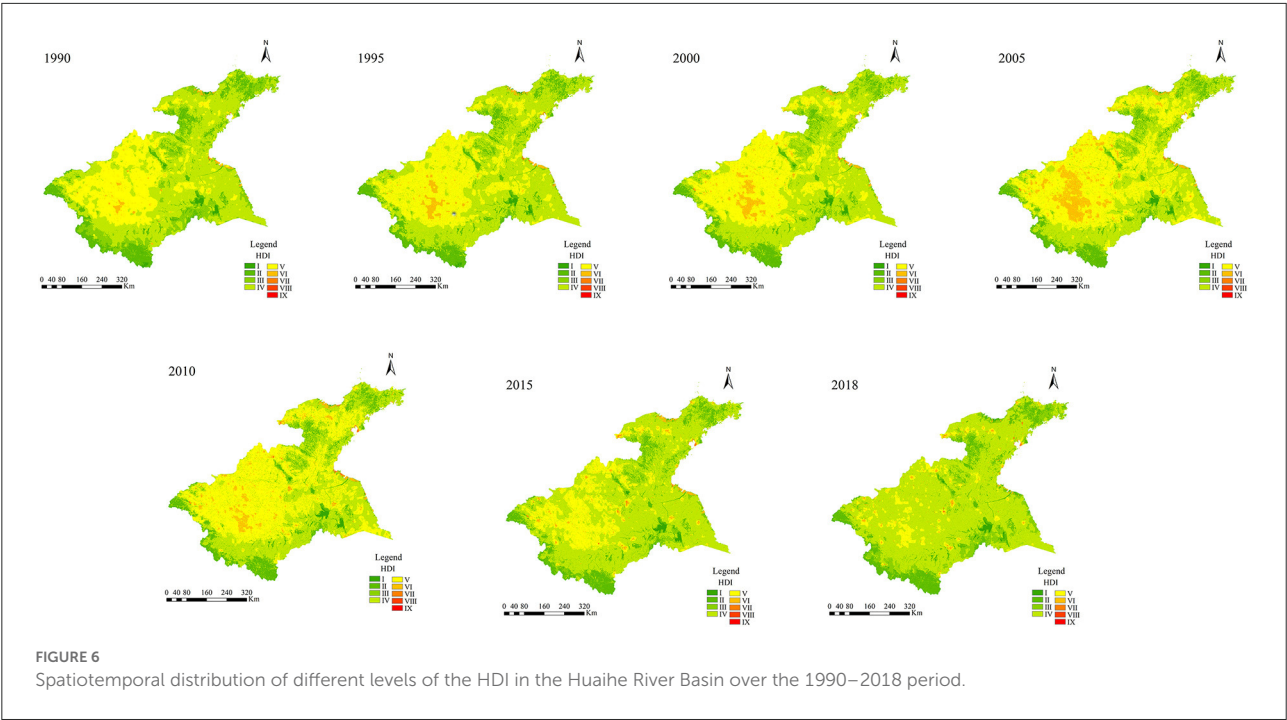 1990
N
Legend
HDI
I V
II VI
III VII
IV VIII
IX
0 40 80 160 240 320
Km
1995
N
Legend
HDI
I V
II VI
III VII
IV VIII
IX
0 40 80 160 240 320
Km
2000
N
Legend
HDI
I V
II VI
III VII
IV VIII
IX
0 40 80 160 240 320
Km
2005
N
Legend
HDI
I V
II VI
III VII
IV VIII
IX
0 40 80 160 240 320
Km
2010
N
Legend
HDI
I V
II VI
III VII
IV VIII
IX
0 40 80 160 240 320
Km
2015
N
Legend
HDI
I V
II VI
III VII
IV VIII
IX
0 40 80 160 240 320
Km
2018
N
Legend
HDI
I V
II VI
III VII
IV VIII
IX
0 40 80 160 240 320
Km
FIGURE 6
Spatiotemporal distribution of different levels of the HDI in the Huaihe River Basin over the 1990–2018 period.